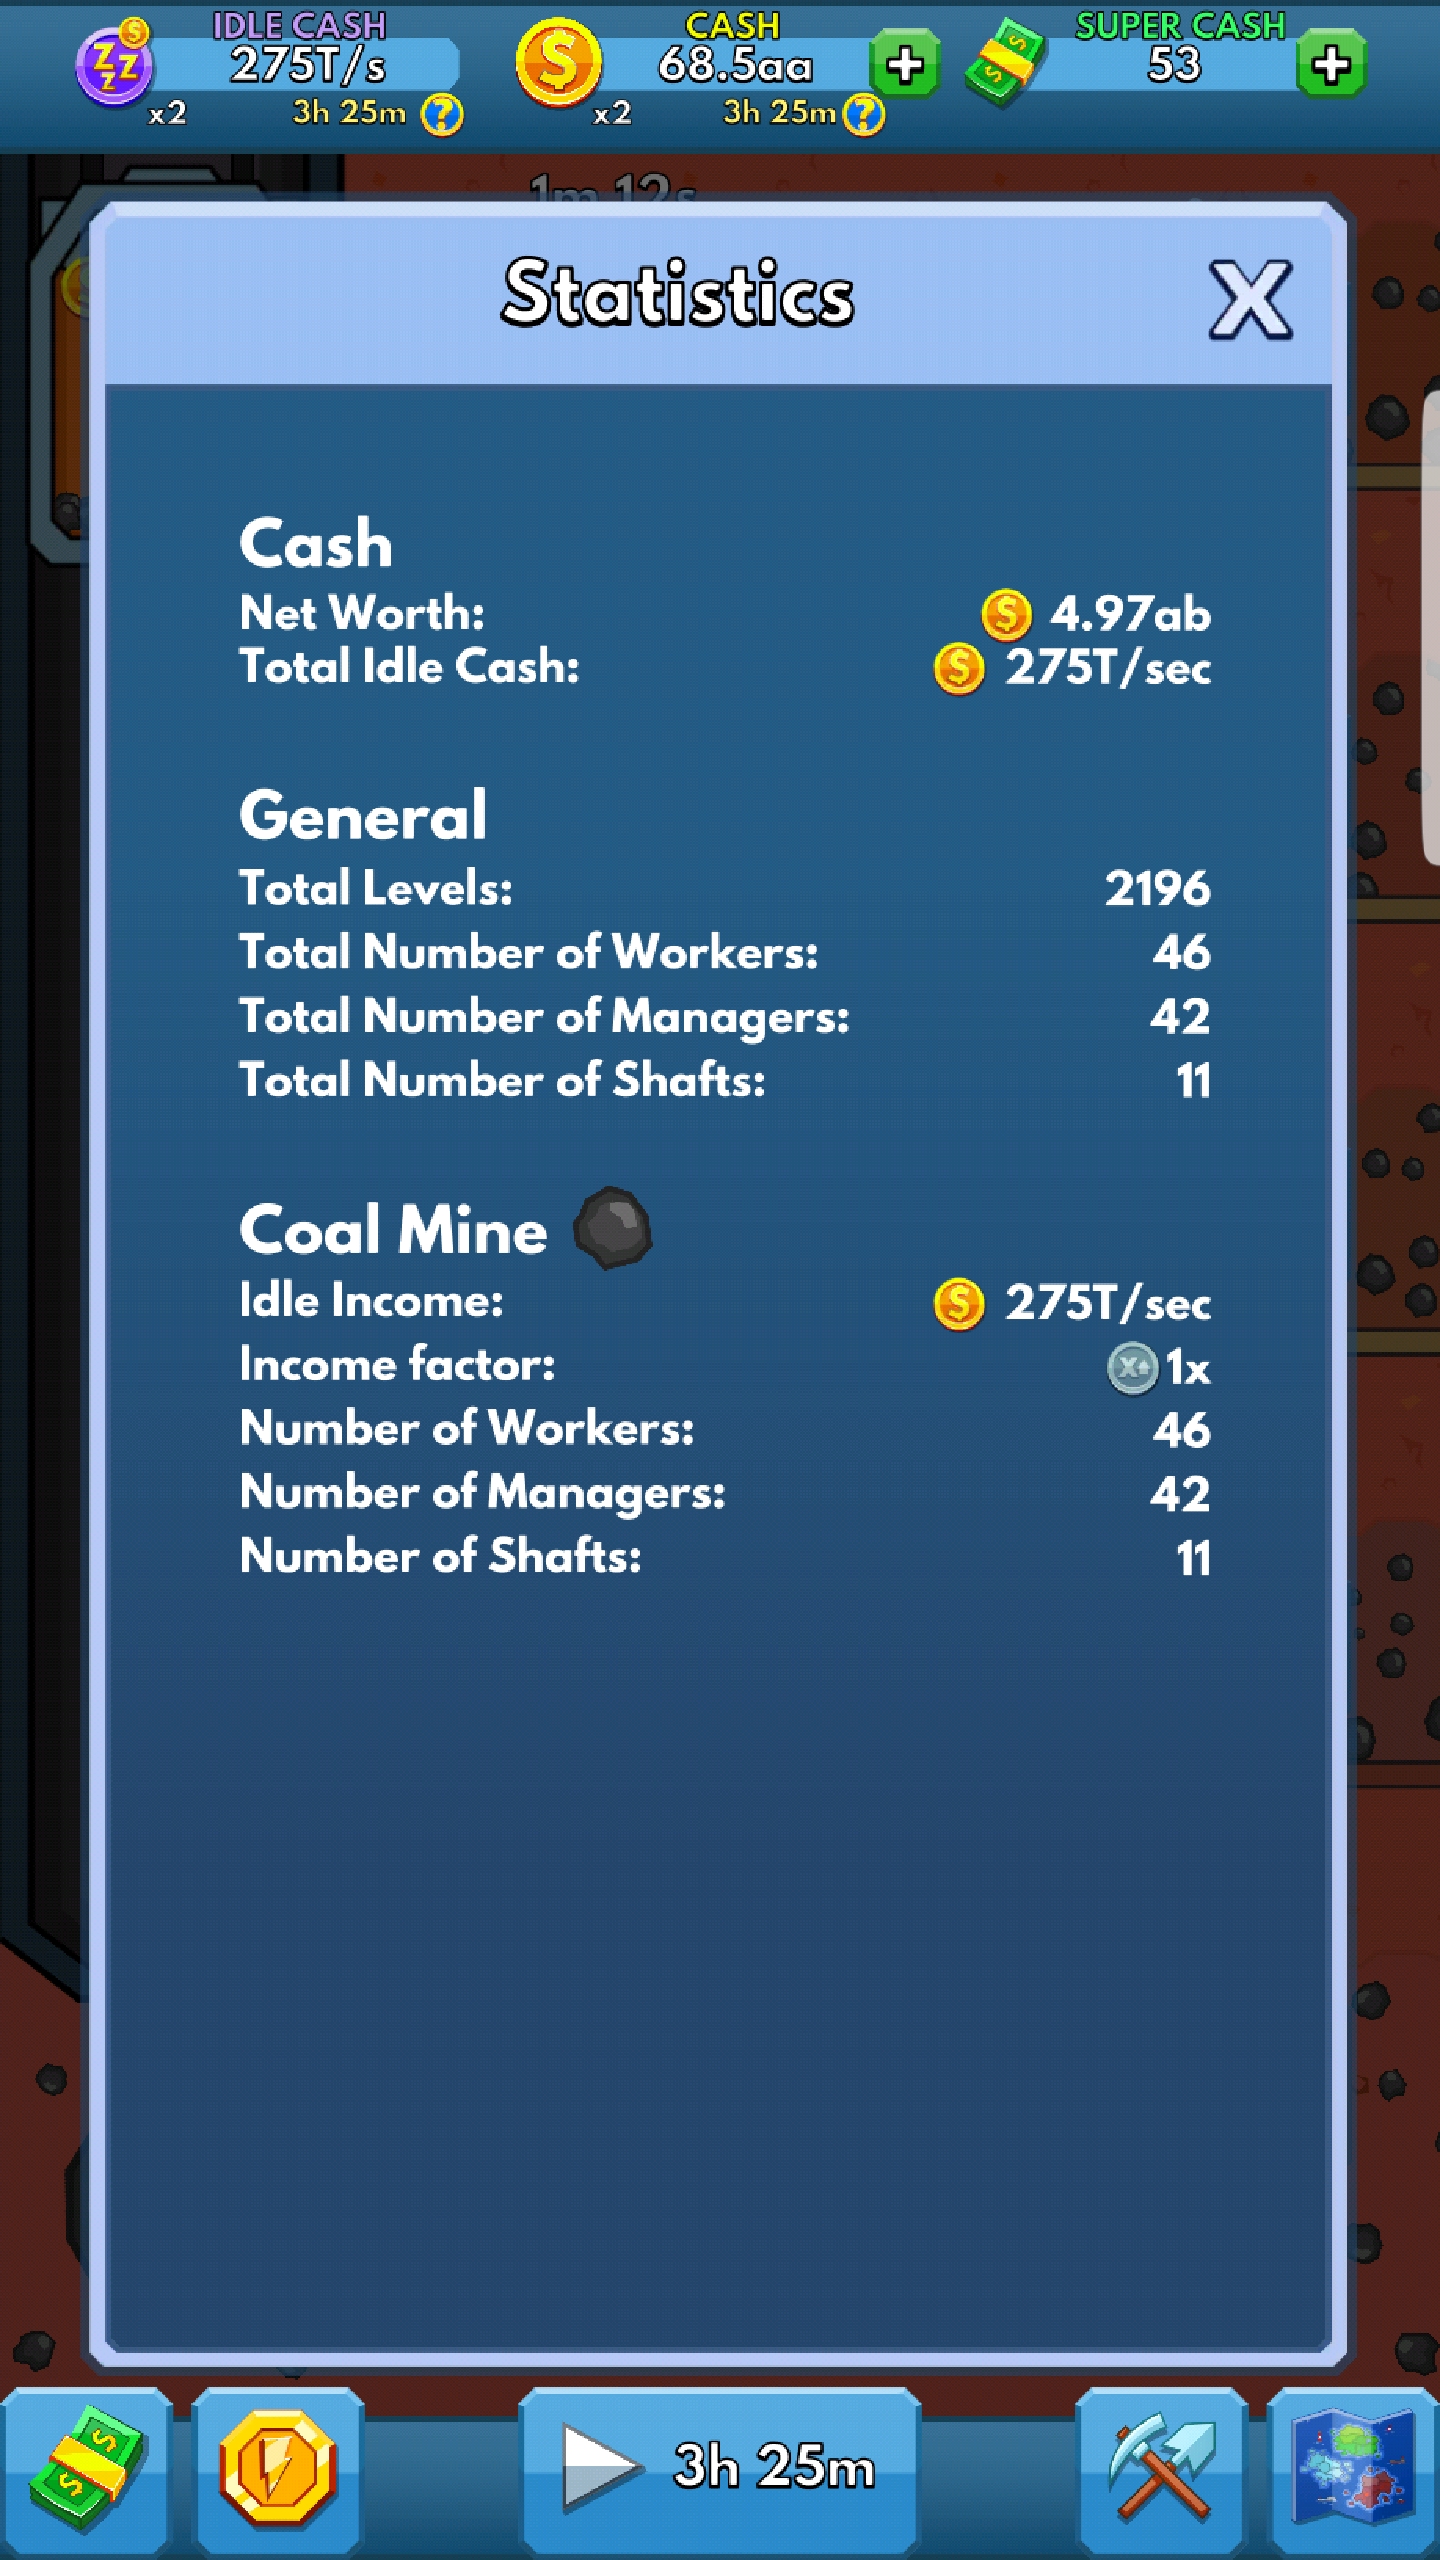 IDLE CASH CASH SUPER CASH
275T/s 68.5aa 53
x2 3h 25m x2 3h 25m
1m 12s
Statistics
Cash
Net Worth: 4.97ab
Total Idle Cash: 275T/sec
General
Total Levels: 2196
Total Number of Workers: 46
Total Number of Managers: 42
Total Number of Shafts: 11
Coal Mine
Idle Income: 275T/sec
Income factor: 1x
Number of Workers: 46
Number of Managers: 42
Number of Shafts: 11
3h 25m